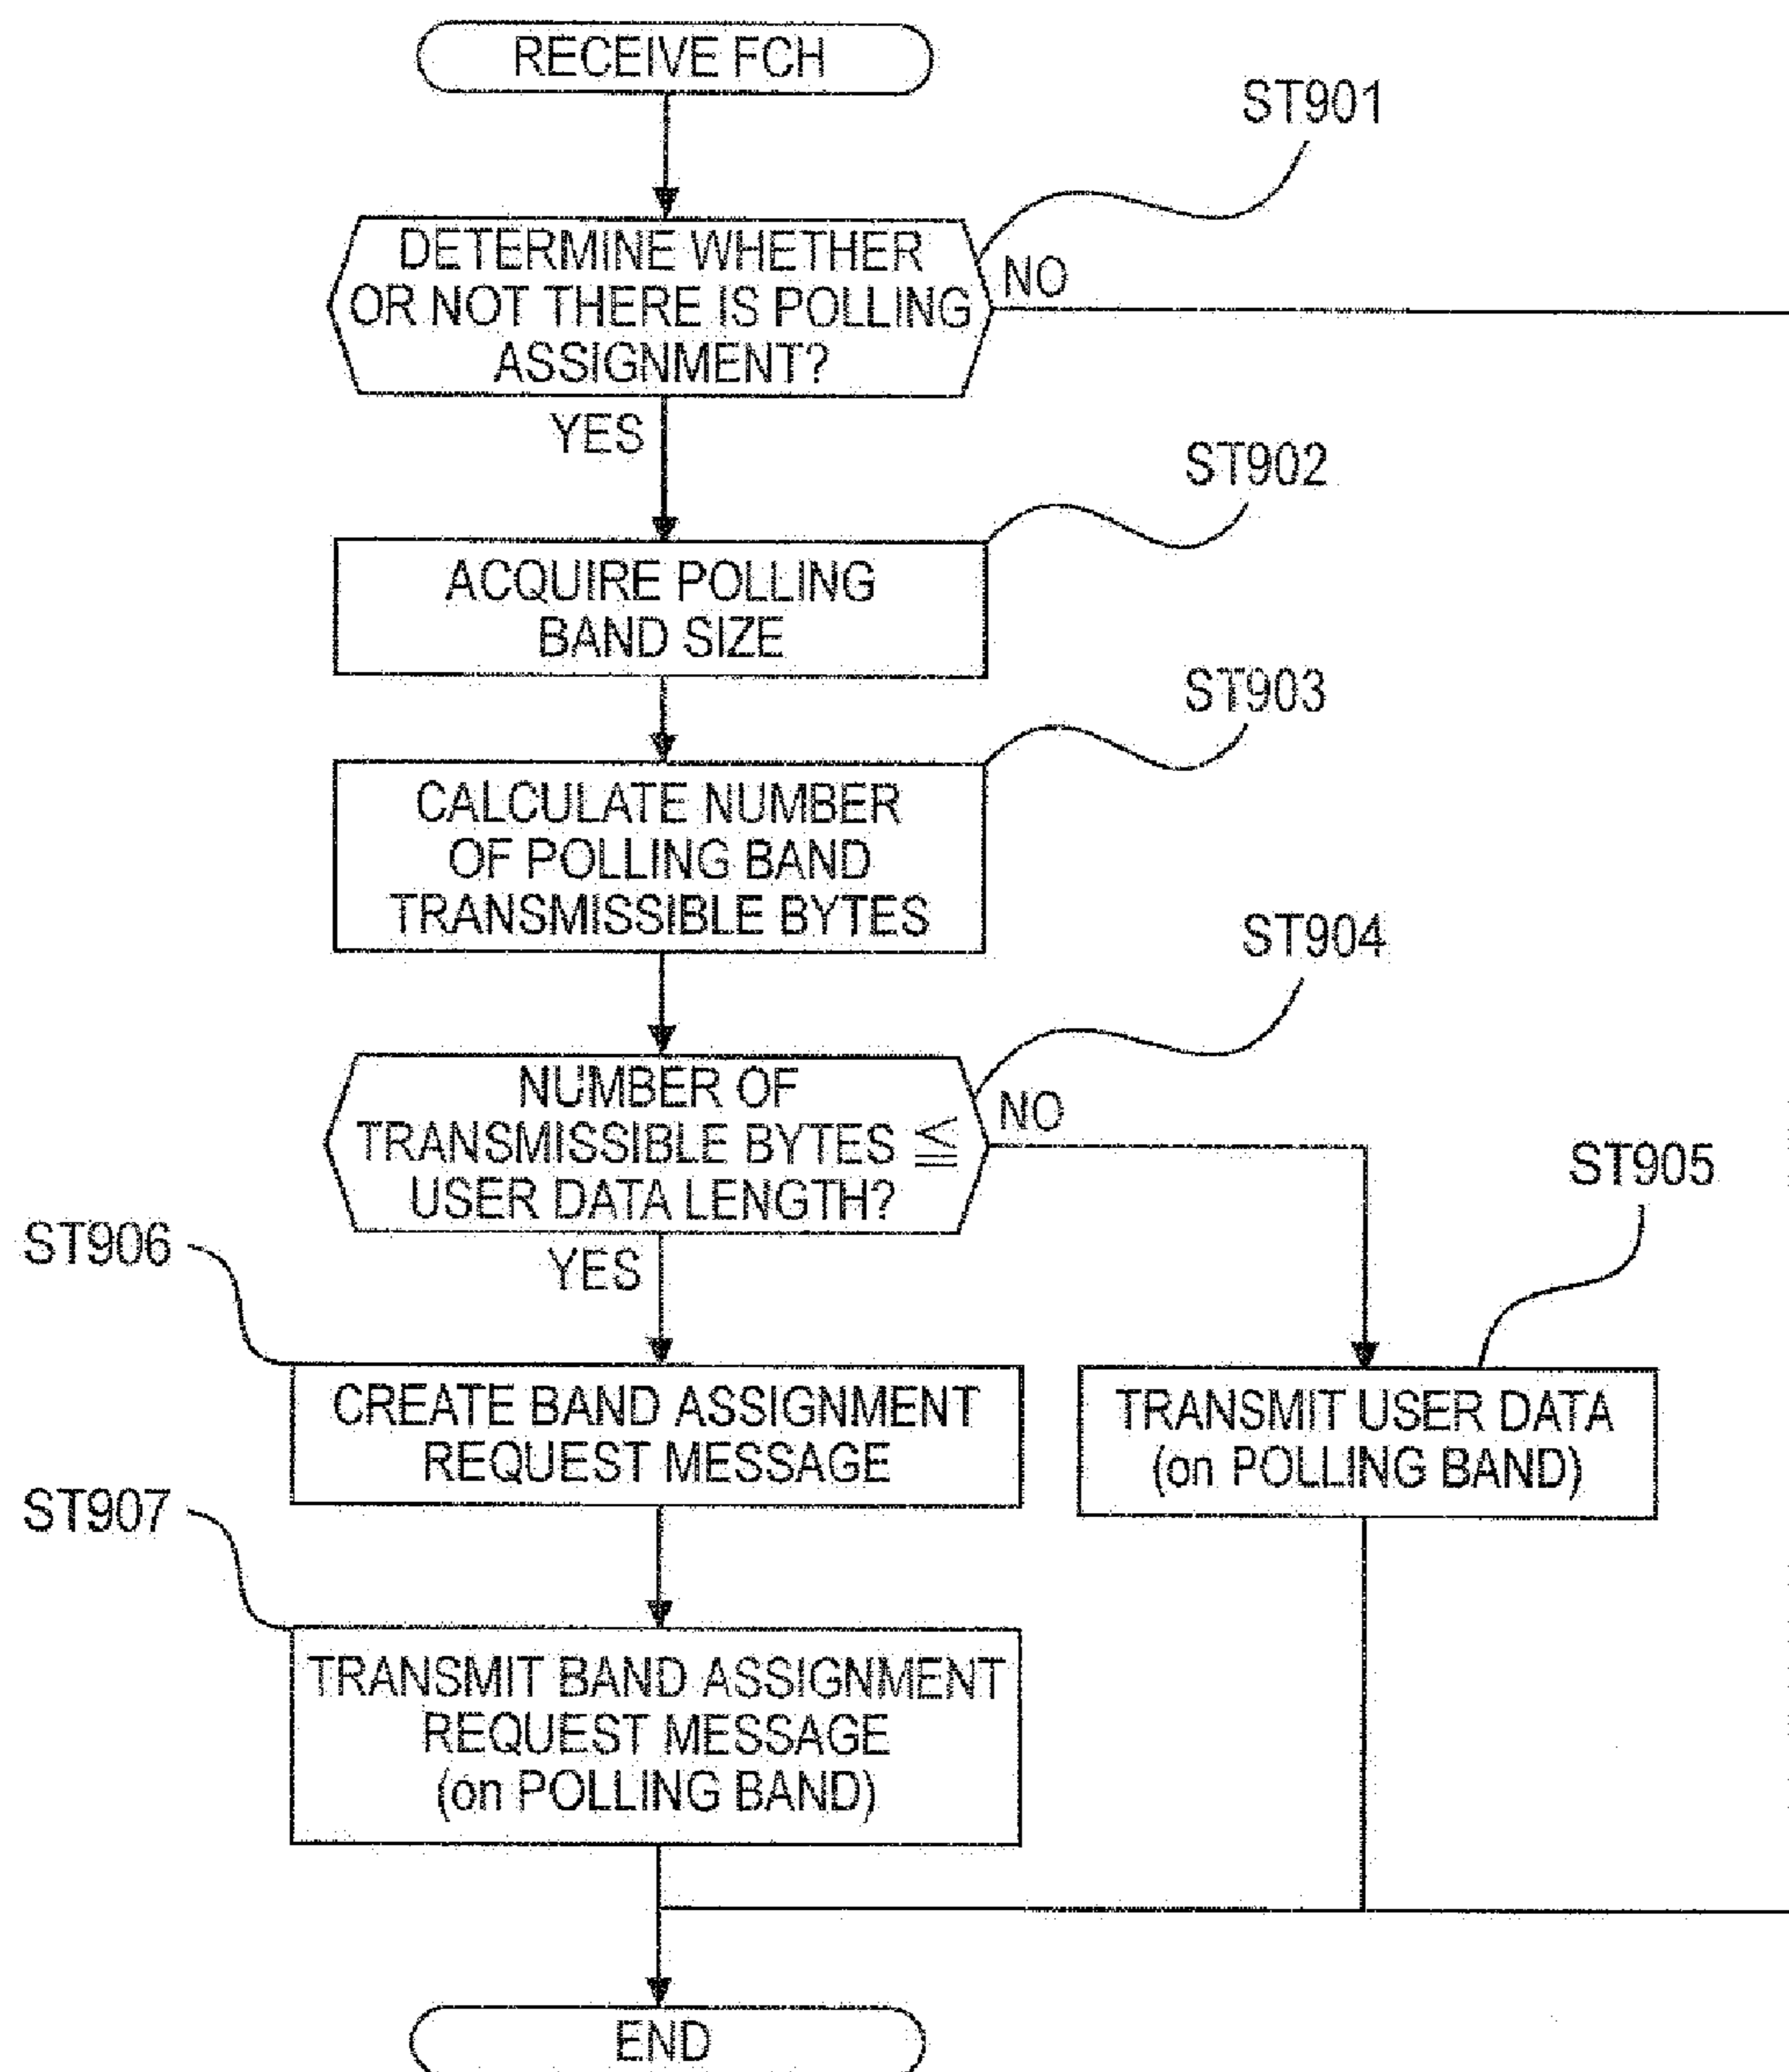 RECEIVE FCH
ST901
DETERMINE WHETHER
OR NOT THERE IS POLLING
ASSIGNMENT?
NO
YES
ST902
ACQUIRE POLLING
BAND SIZE
ST903
CALCULATE NUMBER
OF POLLING BAND
TRANSMISSIBLE BYTES
ST904
NUMBER OF
TRANSMISSIBLE BYTES ≦
USER DATA LENGTH?
NO
YES
ST905
ST906
CREATE BAND ASSIGNMENT
REQUEST MESSAGE
TRANSMIT USER DATA
(on POLLING BAND)
ST907
TRANSMIT BAND ASSIGNMENT
REQUEST MESSAGE
(on POLLING BAND)
END